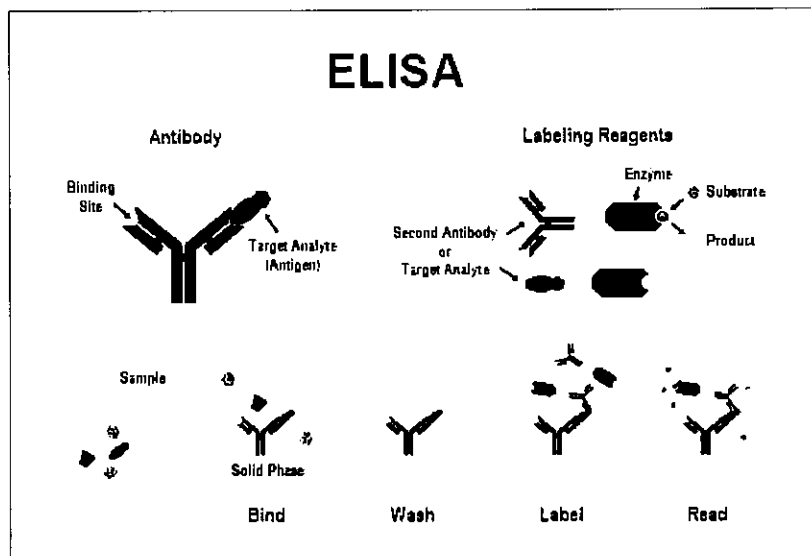 ELISA
Antibody
Labeling Reagents
Binding
Site
Target Analyte
(Antigen)
Enzyme
Substrate
Product
Second Antibody
or
Target Analyte
Sample
Solid Phase
Bind
Wash
Label
Read